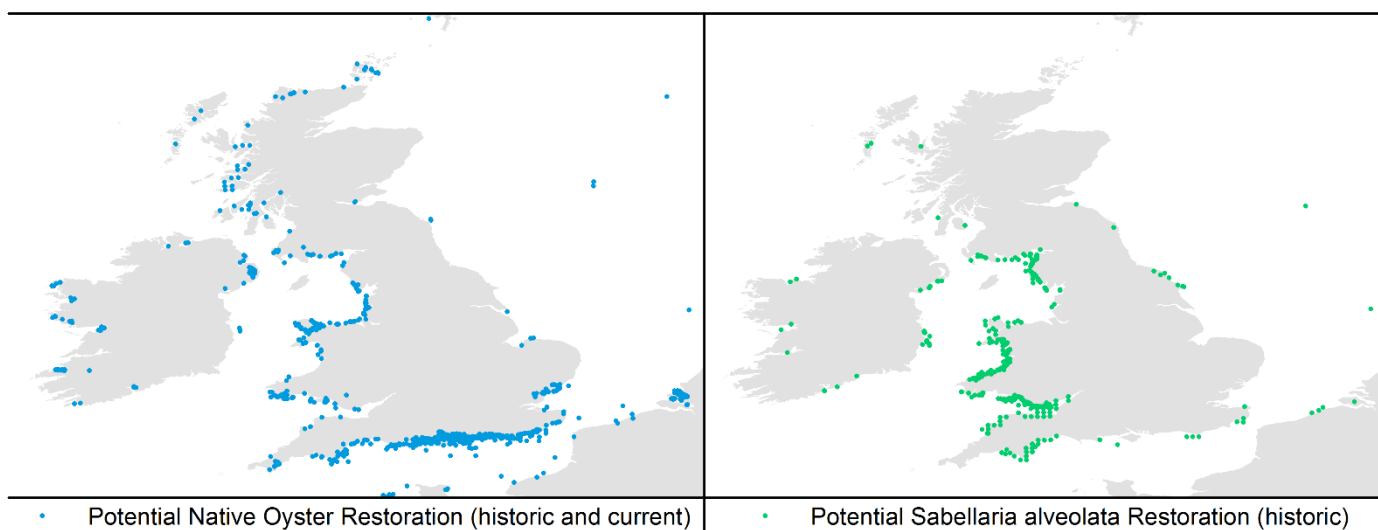 Potential Native Oyster Restoration (historic and current)
Potential Sabellaria alveolata Restoration (historic)